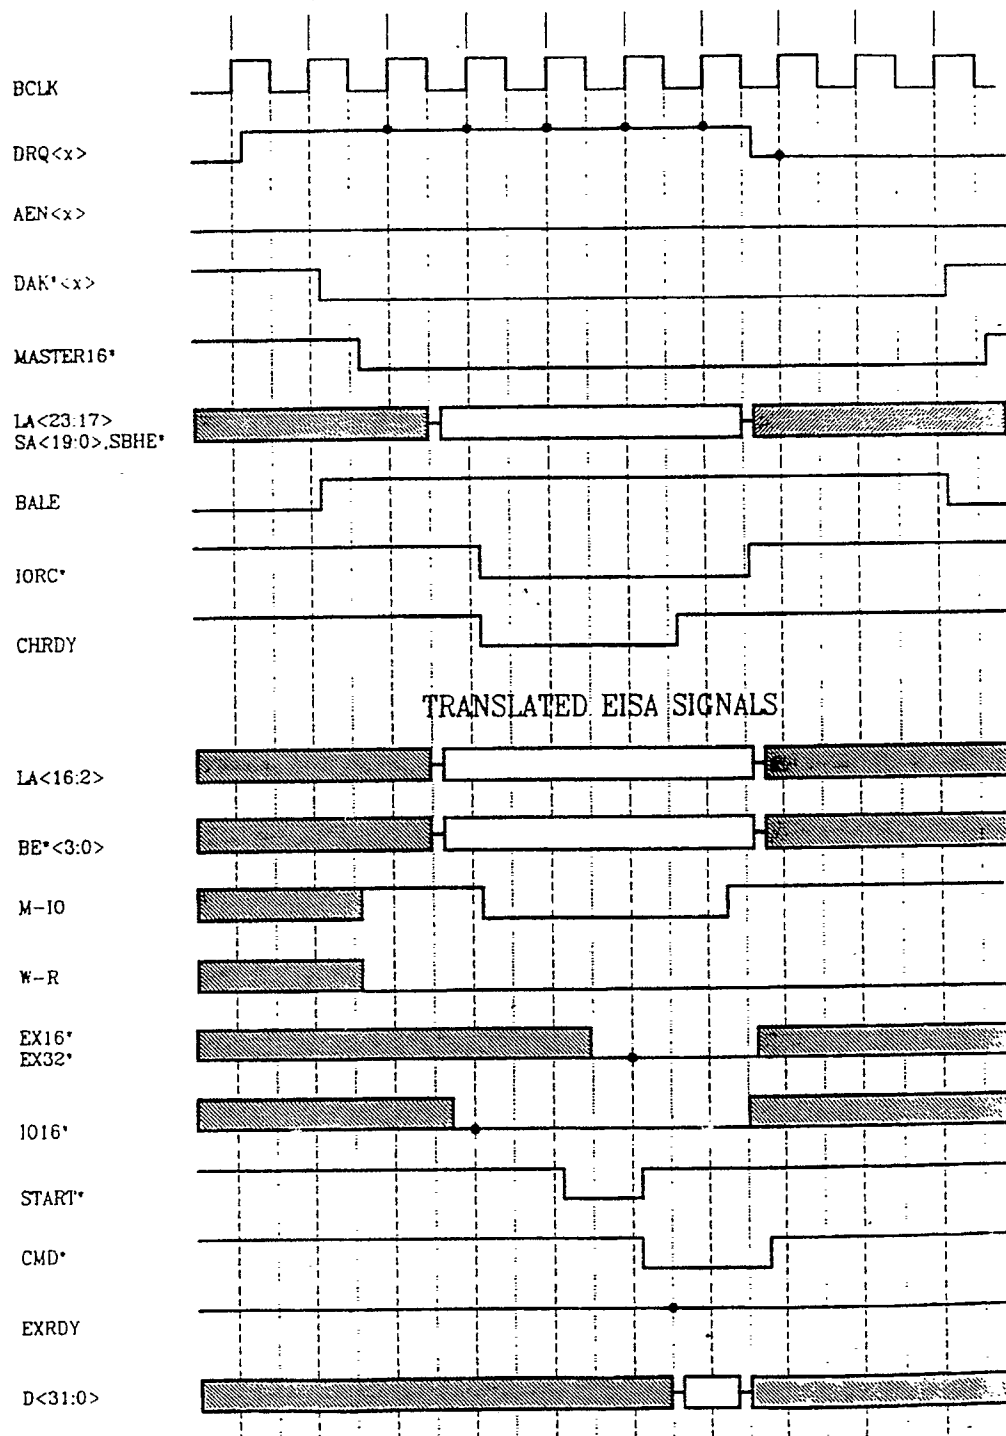 BCLK
DRQ<x>
AEN<x>
DAK*<x>
MASTER16*
LA<23:17>
SA<19:0>,SBHE*
BALE
IORC*
CHRDY
TRANSLATED EISA SIGNALS
LA<16:2>
BE*<3:0>
M-IO
W-R
EX16*
EX32*
IO16*
START*
CMD*
EXRDY
D<31:0>